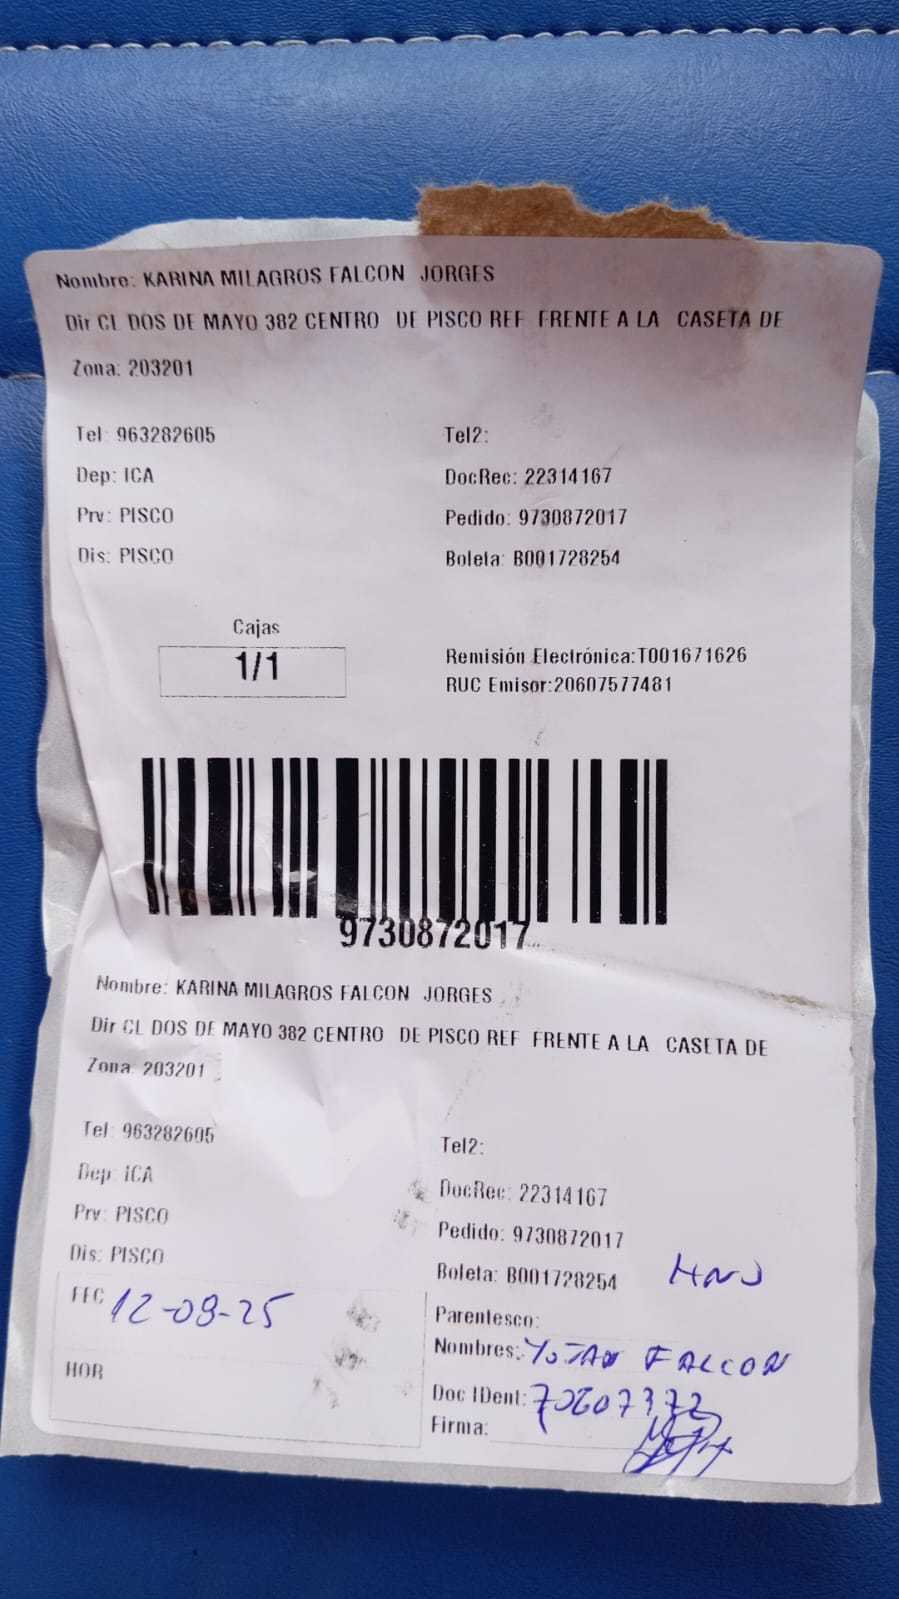 Nombre: KARINA MILAGROS FALCON JORGES
Dir CL DOS DE MAYO 382 CENTRO DE PISCO REF FRENTE A LA CASETA DE
Zona: 203201
Tel: 963282605 Tel2:
Dep: ICA DocRec: 22314167
Prv: PISCO Pedido: 9730872017
Dis: PISCO Boleta: B001728254
Cajas
1/1
Remisión Electrónica:T001671626
RUC Emisor:20607577481
9730872017
Nombre: KARINA MILAGROS FALCON JORGES
Dir CL DOS DE MAYO 382 CENTRO DE PISCO REF FRENTE A LA CASETA DE
Zona: 203201
Tel: 963282605 Tel2:
Dep: ICA DocRec: 22314167
Prv: PISCO Pedido: 9730872017
Dis: PISCO Boleta: B001728254
FEC 12-09-25 Parentesco:
Nombres: FALCON
HOR Doc IDent: 70607372
Firma: